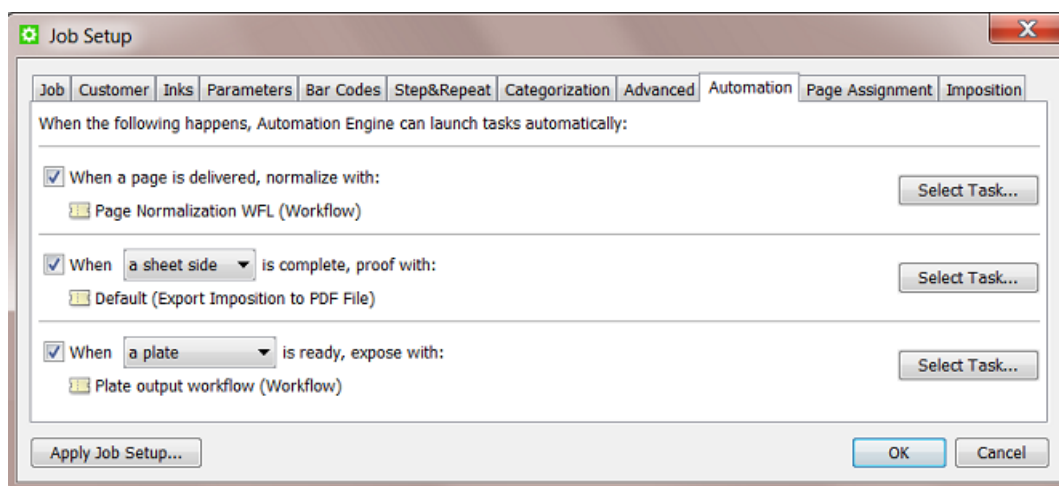 Job Setup
X
Job Customer Inks Parameters Bar Codes Step&Repeat Categorization Advanced Automation Page Assignment Imposition
When the following happens, Automation Engine can launch tasks automatically:
When a page is delivered, normalize with:
Select Task...
Page Normalization WFL (Workflow)
When a sheet side is complete, proof with:
Select Task...
Default (Export Imposition to PDF File)
When a plate is ready, expose with:
Select Task...
Plate output workflow (Workflow)
Apply Job Setup... OK Cancel